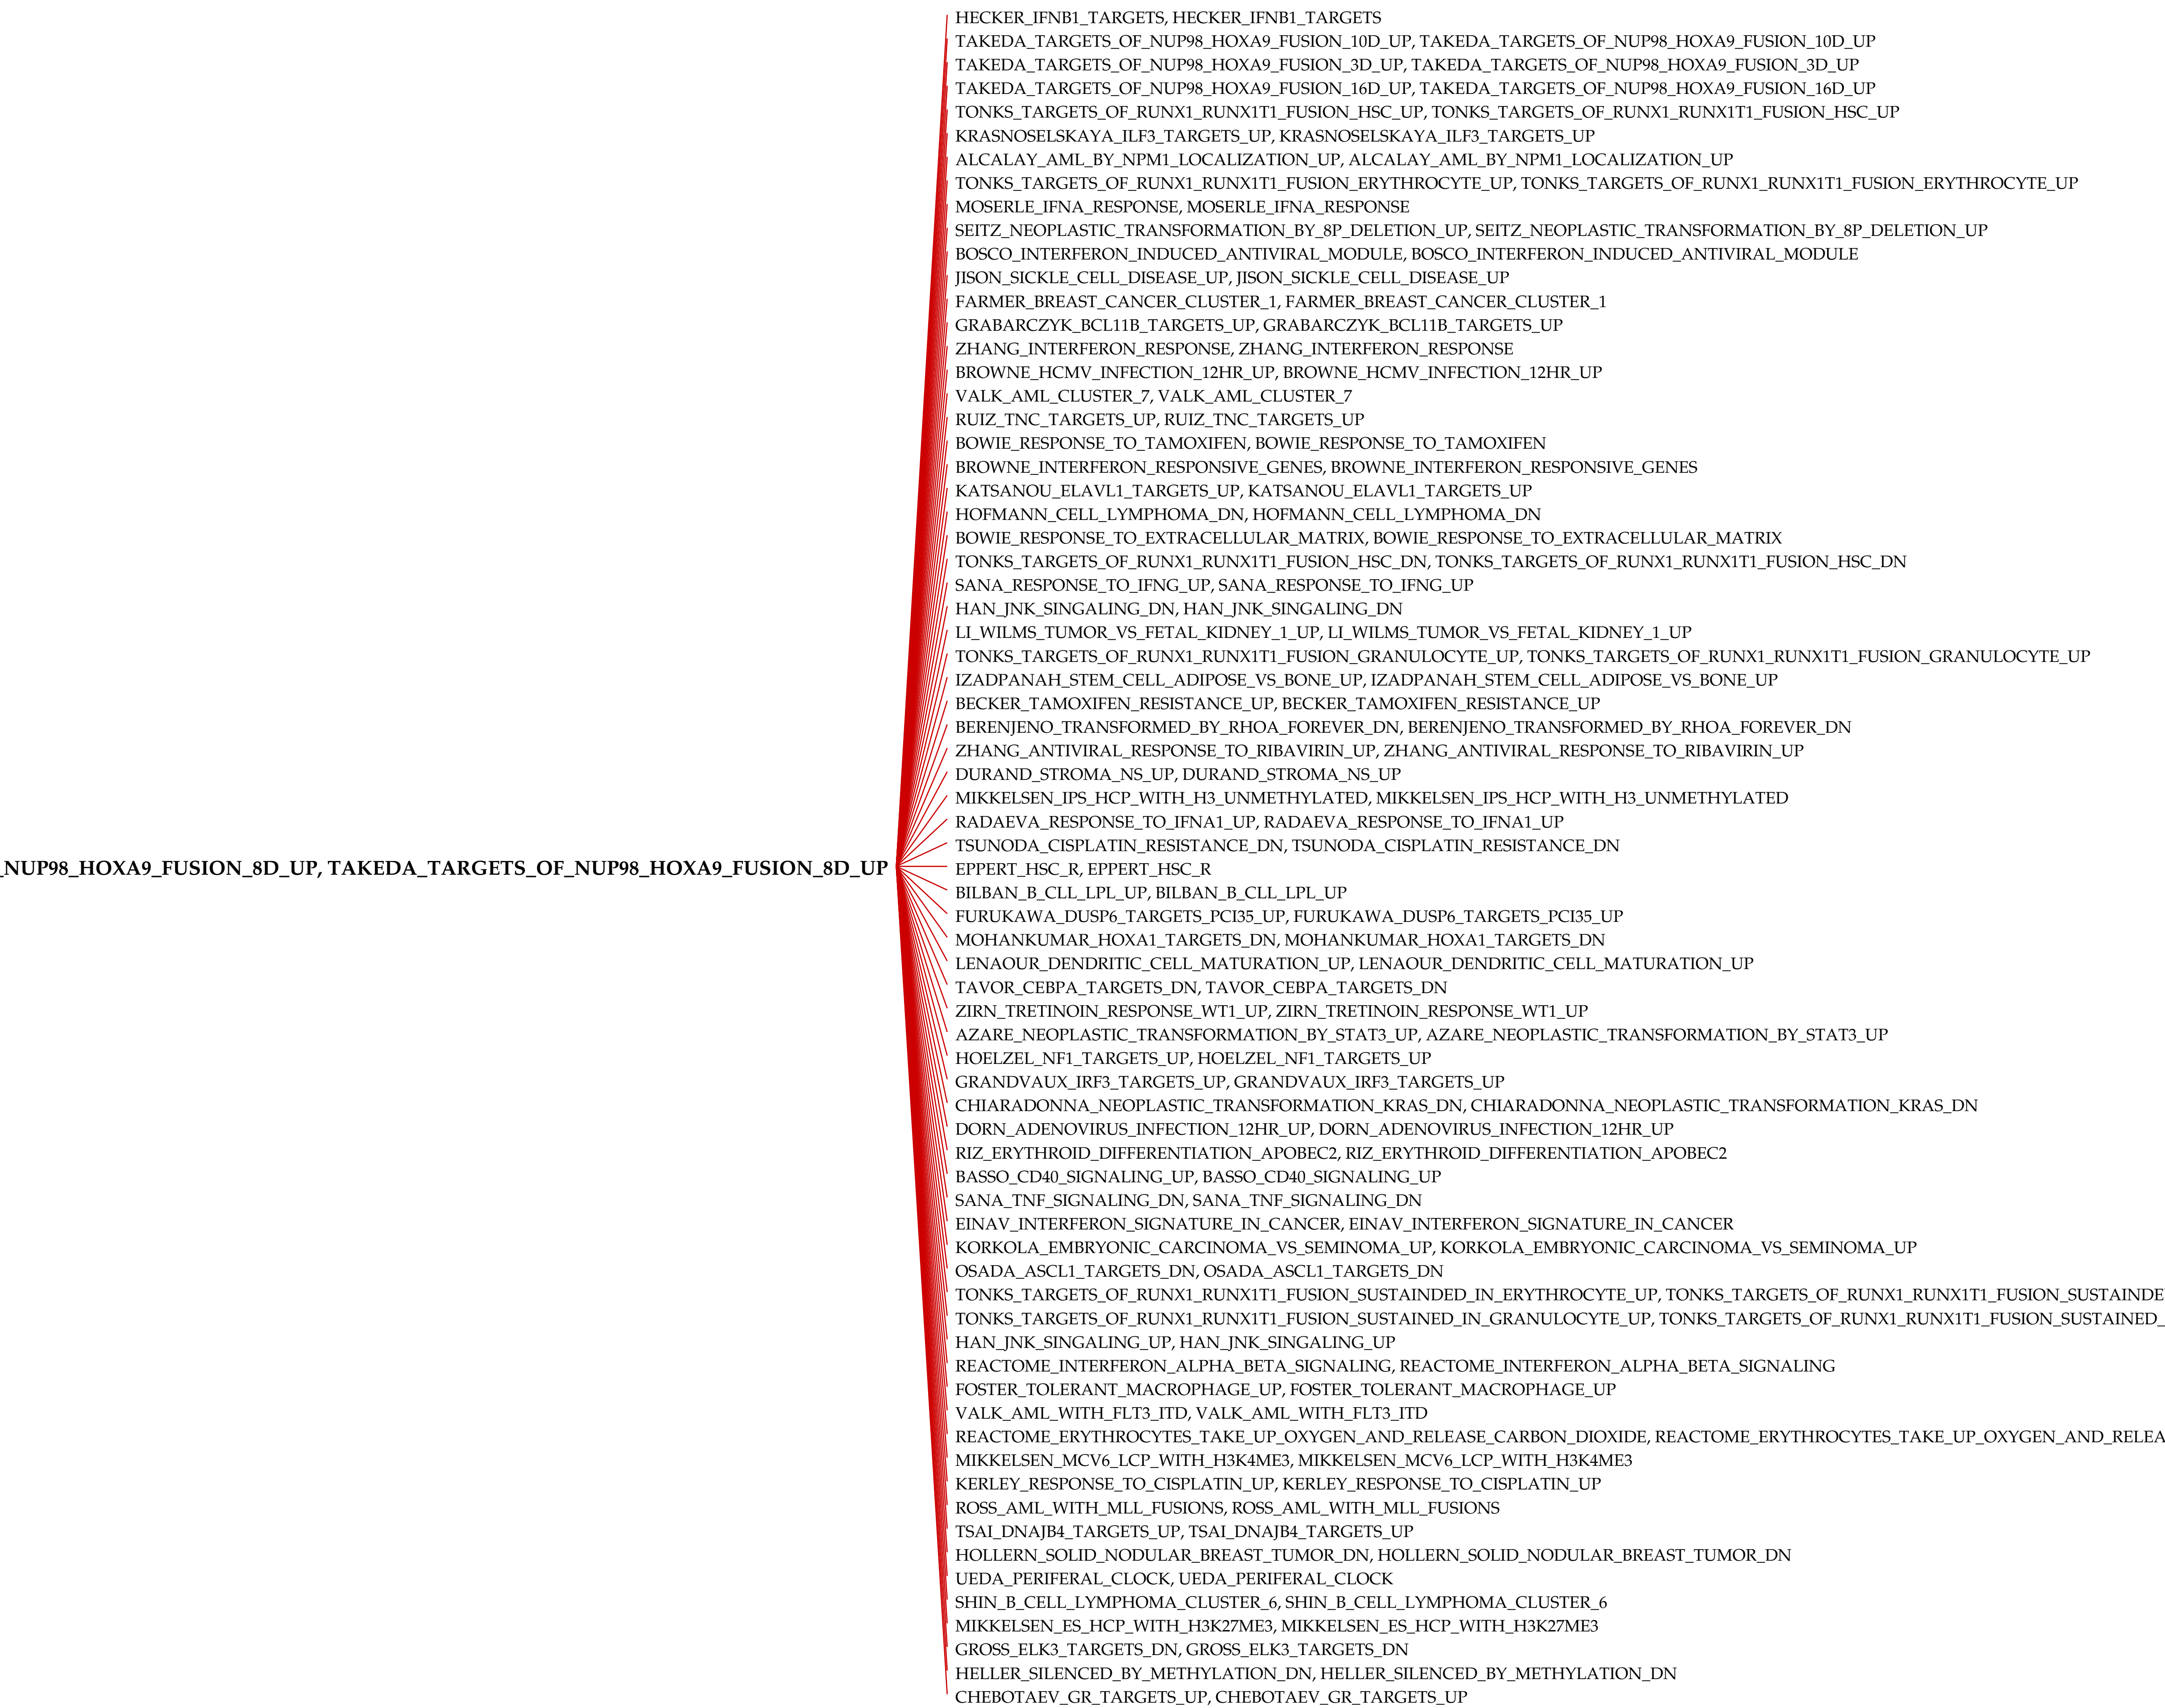 HECKER_IFNB1_TARGETS, HECKER_IFNB1_TARGETS
TAKEDA_TARGETS_OF_NUP98_HOXA9_FUSION_10D_UP, TAKEDA_TARGETS_OF_NUP98_HOXA9_FUSION_10D_UP
TAKEDA_TARGETS_OF_NUP98_HOXA9_FUSION_3D_UP, TAKEDA_TARGETS_OF_NUP98_HOXA9_FUSION_3D_UP
TAKEDA_TARGETS_OF_NUP98_HOXA9_FUSION_16D_UP, TAKEDA_TARGETS_OF_NUP98_HOXA9_FUSION_16D_UP
TONKS_TARGETS_OF_RUNX1_RUNX1T1_FUSION_HSC_UP, TONKS_TARGETS_OF_RUNX1_RUNX1T1_FUSION_HSC_UP
KRASNOSELSKAYA_ILF3_TARGETS_UP, KRASNOSELSKAYA_ILF3_TARGETS_UP
ALCALAY_AML_BY_NPM1_LOCALIZATION_UP, ALCALAY_AML_BY_NPM1_LOCALIZATION_UP
TONKS_TARGETS_OF_RUNX1_RUNX1T1_FUSION_ERYTHROCYTE_UP, TONKS_TARGETS_OF_RUNX1_RUNX1T1_FUSION_ERYTHROCYTE_UP
MOSERLE_IFNA_RESPONSE, MOSERLE_IFNA_RESPONSE
SEITZ_NEOPLASTIC_TRANSFORMATION_BY_8P_DELETION_UP, SEITZ_NEOPLASTIC_TRANSFORMATION_BY_8P_DELETION_UP
BOSCO_INTERFERON_INDUCED_ANTIVIRAL_MODULE, BOSCO_INTERFERON_INDUCED_ANTIVIRAL_MODULE
JISON_SICKLE_CELL_DISEASE_UP, JISON_SICKLE_CELL_DISEASE_UP
FARMER_BREAST_CANCER_CLUSTER_1, FARMER_BREAST_CANCER_CLUSTER_1
GRABARCZYK_BCL11B_TARGETS_UP, GRABARCZYK_BCL11B_TARGETS_UP
ZHANG_INTERFERON_RESPONSE, ZHANG_INTERFERON_RESPONSE
BROWNE_HCMV_INFECTION_12HR_UP, BROWNE_HCMV_INFECTION_12HR_UP
VALK_AML_CLUSTER_7, VALK_AML_CLUSTER_7
RUIZ_TNC_TARGETS_UP, RUIZ_TNC_TARGETS_UP
BOWIE_RESPONSE_TO_TAMOXIFEN, BOWIE_RESPONSE_TO_TAMOXIFEN
BROWNE_INTERFERON_RESPONSIVE_GENES, BROWNE_INTERFERON_RESPONSIVE_GENES
KATSANOU_ELAVL1_TARGETS_UP, KATSANOU_ELAVL1_TARGETS_UP
HOFMANN_CELL_LYMPHOMA_DN, HOFMANN_CELL_LYMPHOMA_DN
BOWIE_RESPONSE_TO_EXTRACELLULAR_MATRIX, BOWIE_RESPONSE_TO_EXTRACELLULAR_MATRIX
TONKS_TARGETS_OF_RUNX1_RUNX1T1_FUSION_HSC_DN, TONKS_TARGETS_OF_RUNX1_RUNX1T1_FUSION_HSC_DN
SANA_RESPONSE_TO_IFNG_UP, SANA_RESPONSE_TO_IFNG_UP
HAN_JNK_SINGALING_DN, HAN_JNK_SINGALING_DN
LI_WILMS_TUMOR_VS_FETAL_KIDNEY_1_UP, LI_WILMS_TUMOR_VS_FETAL_KIDNEY_1_UP
TONKS_TARGETS_OF_RUNX1_RUNX1T1_FUSION_GRANULOCYTE_UP, TONKS_TARGETS_OF_RUNX1_RUNX1T1_FUSION_GRANULOCYTE_UP
IZADPANAH_STEM_CELL_ADIPOSE_VS_BONE_UP, IZADPANAH_STEM_CELL_ADIPOSE_VS_BONE_UP
BECKER_TAMOXIFEN_RESISTANCE_UP, BECKER_TAMOXIFEN_RESISTANCE_UP
BERENJENO_TRANSFORMED_BY_RHOA_FOREVER_DN, BERENJENO_TRANSFORMED_BY_RHOA_FOREVER_DN
ZHANG_ANTIVIRAL_RESPONSE_TO_RIBAVIRIN_UP, ZHANG_ANTIVIRAL_RESPONSE_TO_RIBAVIRIN_UP
DURAND_STROMA_NS_UP, DURAND_STROMA_NS_UP
MIKKELSEN_IPS_HCP_WITH_H3_UNMETHYLATED, MIKKELSEN_IPS_HCP_WITH_H3_UNMETHYLATED
RADAEVA_RESPONSE_TO_IFNA1_UP, RADAEVA_RESPONSE_TO_IFNA1_UP
TSUNODA_CISPLATIN_RESISTANCE_DN, TSUNODA_CISPLATIN_RESISTANCE_DN
_NUP98_HOXA9_FUSION_8D_UP, TAKEDA_TARGETS_OF_NUP98_HOXA9_FUSION_8D_UP
EPPERT_HSC_R, EPPERT_HSC_R
BILBAN_B_CLL_LPL_UP, BILBAN_B_CLL_LPL_UP
FURUKAWA_DUSP6_TARGETS_PCI35_UP, FURUKAWA_DUSP6_TARGETS_PCI35_UP
MOHANKUMAR_HOXA1_TARGETS_DN, MOHANKUMAR_HOXA1_TARGETS_DN
LENAOUR_DENDRITIC_CELL_MATURATION_UP, LENAOUR_DENDRITIC_CELL_MATURATION_UP
TAVOR_CEBPA_TARGETS_DN, TAVOR_CEBPA_TARGETS_DN
ZIRN_TRETINOIN_RESPONSE_WT1_UP, ZIRN_TRETINOIN_RESPONSE_WT1_UP
AZARE_NEOPLASTIC_TRANSFORMATION_BY_STAT3_UP, AZARE_NEOPLASTIC_TRANSFORMATION_BY_STAT3_UP
HOELZEL_NF1_TARGETS_UP, HOELZEL_NF1_TARGETS_UP
GRANDVAUX_IRF3_TARGETS_UP, GRANDVAUX_IRF3_TARGETS_UP
CHIARADONNA_NEOPLASTIC_TRANSFORMATION_KRAS_DN, CHIARADONNA_NEOPLASTIC_TRANSFORMATION_KRAS_DN
DORN_ADENOVIRUS_INFECTION_12HR_UP, DORN_ADENOVIRUS_INFECTION_12HR_UP
RIZ_ERYTHROID_DIFFERENTIATION_APOBEC2, RIZ_ERYTHROID_DIFFERENTIATION_APOBEC2
BASSO_CD40_SIGNALING_UP, BASSO_CD40_SIGNALING_UP
SANA_TNF_SIGNALING_DN, SANA_TNF_SIGNALING_DN
EINAV_INTERFERON_SIGNATURE_IN_CANCER, EINAV_INTERFERON_SIGNATURE_IN_CANCER
KORKOLA_EMBRYONIC_CARCINOMA_VS_SEMINOMA_UP, KORKOLA_EMBRYONIC_CARCINOMA_VS_SEMINOMA_UP
OSADA_ASCL1_TARGETS_DN, OSADA_ASCL1_TARGETS_DN
TONKS_TARGETS_OF_RUNX1_RUNX1T1_FUSION_SUSTAINDED_IN_ERYTHROCYTE_UP, TONKS_TARGETS_OF_RUNX1_RUNX1T1_FUSION_SUSTAINDE
TONKS_TARGETS_OF_RUNX1_RUNX1T1_FUSION_SUSTAINED_IN_GRANULOCYTE_UP, TONKS_TARGETS_OF_RUNX1_RUNX1T1_FUSION_SUSTAINED_
HAN_JNK_SINGALING_UP, HAN_JNK_SINGALING_UP
REACTOME_INTERFERON_ALPHA_BETA_SIGNALING, REACTOME_INTERFERON_ALPHA_BETA_SIGNALING
FOSTER_TOLERANT_MACROPHAGE_UP, FOSTER_TOLERANT_MACROPHAGE_UP
VALK_AML_WITH_FLT3_ITD, VALK_AML_WITH_FLT3_ITD
REACTOME_ERYTHROCYTES_TAKE_UP_OXYGEN_AND_RELEASE_CARBON_DIOXIDE, REACTOME_ERYTHROCYTES_TAKE_UP_OXYGEN_AND_RELEA
MIKKELSEN_MCV6_LCP_WITH_H3K4ME3, MIKKELSEN_MCV6_LCP_WITH_H3K4ME3
KERLEY_RESPONSE_TO_CISPLATIN_UP, KERLEY_RESPONSE_TO_CISPLATIN_UP
ROSS_AML_WITH_MLL_FUSIONS, ROSS_AML_WITH_MLL_FUSIONS
TSAI_DNAJB4_TARGETS_UP, TSAI_DNAJB4_TARGETS_UP
HOLLERN_SOLID_NODULAR_BREAST_TUMOR_DN, HOLLERN_SOLID_NODULAR_BREAST_TUMOR_DN
UEDA_PERIFERAL_CLOCK, UEDA_PERIFERAL_CLOCK
SHIN_B_CELL_LYMPHOMA_CLUSTER_6, SHIN_B_CELL_LYMPHOMA_CLUSTER_6
MIKKELSEN_ES_HCP_WITH_H3K27ME3, MIKKELSEN_ES_HCP_WITH_H3K27ME3
GROSS_ELK3_TARGETS_DN, GROSS_ELK3_TARGETS_DN
HELLER_SILENCED_BY_METHYLATION_DN, HELLER_SILENCED_BY_METHYLATION_DN
CHEBOTAEV_GR_TARGETS_UP, CHEBOTAEV_GR_TARGETS_UP